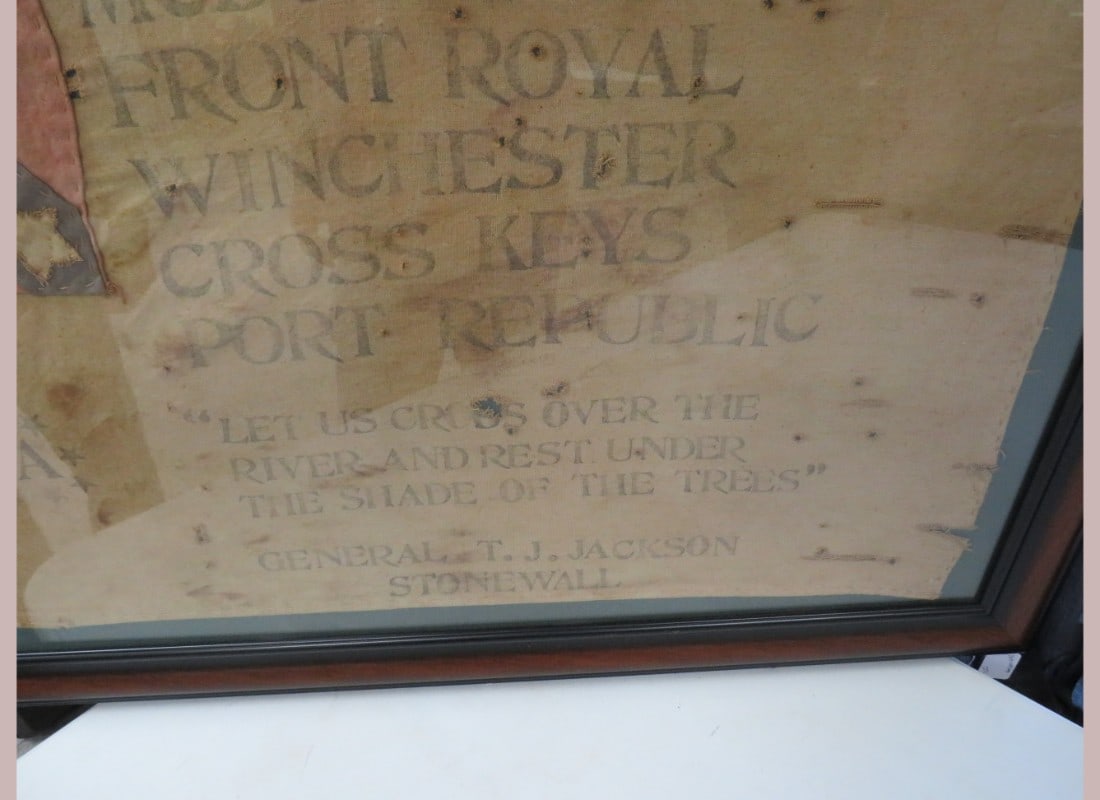 FRONT ROYAL
WINCHESTER
CROSS KEYS
PORT REPUBLIC
"LET US CROSS OVER THE
RIVER AND REST UNDER
THE SHADE OF THE TREES"
GENERAL T. J. JACKSON
STONEWALL
A